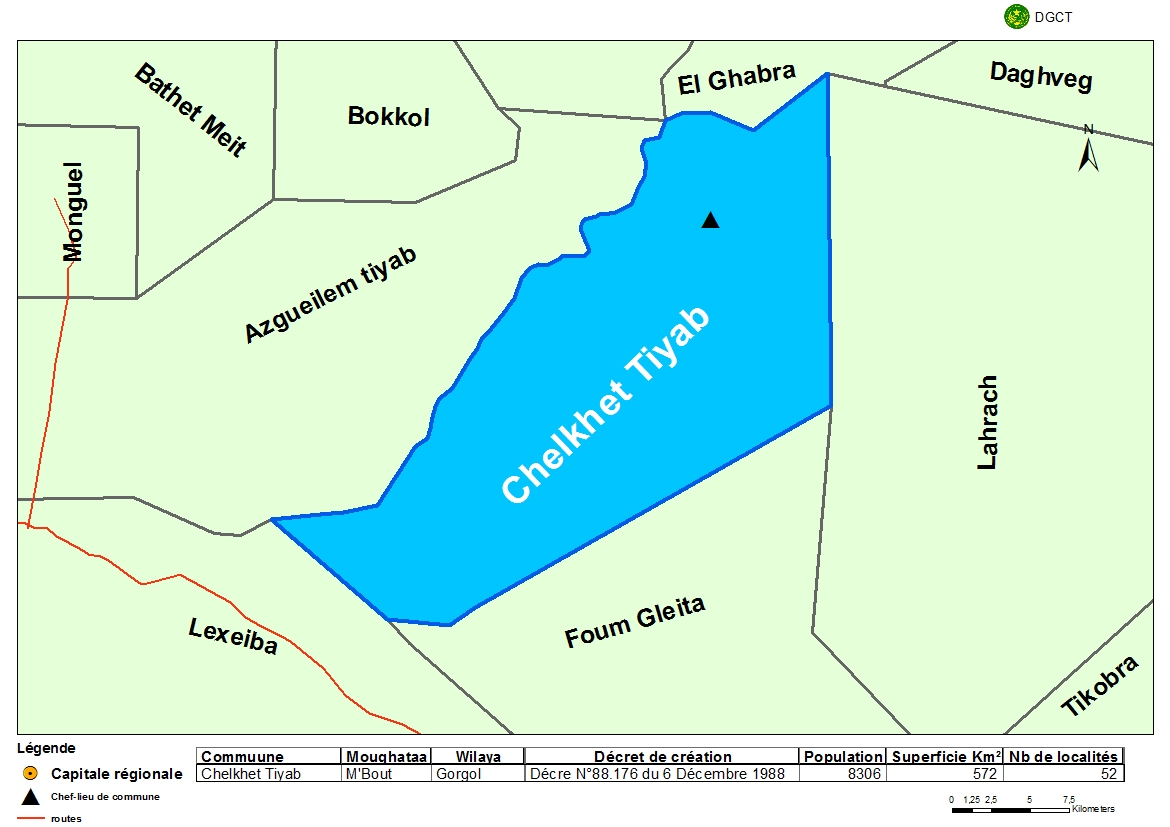 DGCT
El Ghabra
Daghveg
Bathet Meit
Bokkol
N
Monguel
Azgueilem tiyab
Chelkhet Tiyab
Lahrach
Foum Gleita
Lexeiba
Tikobra
Légende
Capitale régionale
Chef-lieu de commune
routes
Commuune Moughataa Wilaya Décret de création Population Superficie Km² Nb de localités
Chelkhet Tiyab M'Bout Gorgol Décre N°88.176 du 6 Décembre 1988 8306 572 52
0 1,25 2,5 5 7,5
Kilometers